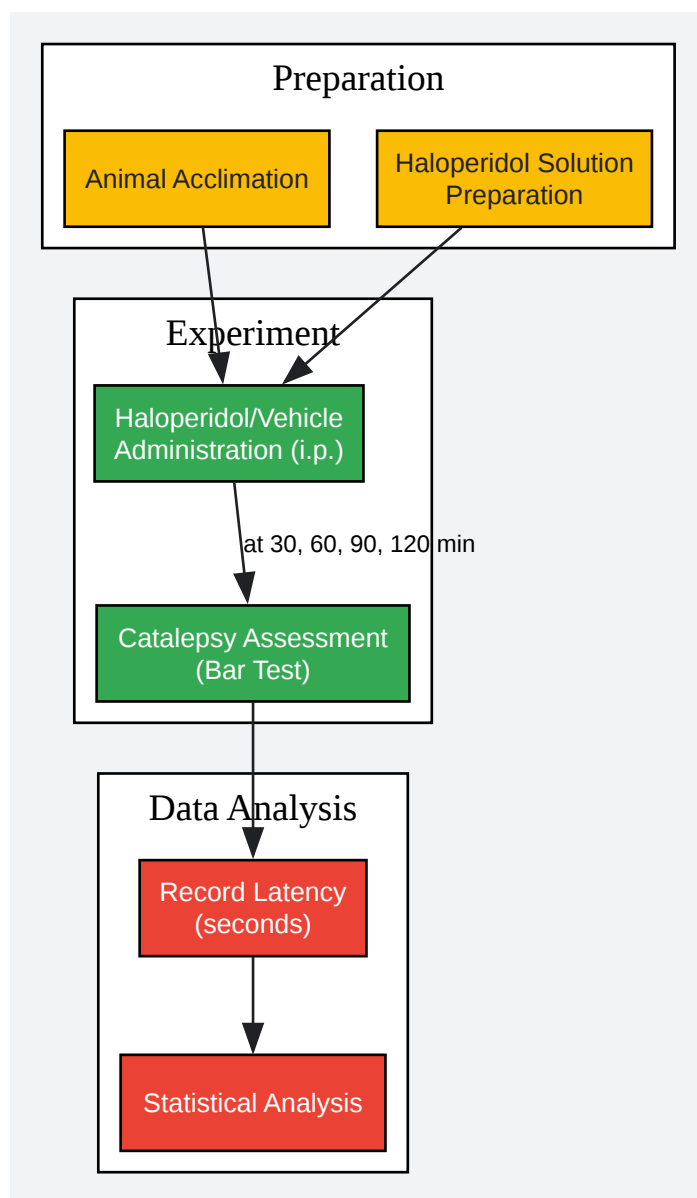 Preparation
Animal Acclimation
Haloperidol Solution
Preparation
Experiment
Haloperidol/Vehicle
Administration (i.p.)
at 30, 60, 90, 120 min
Catalepsy Assessment
(Bar Test)
Data Analysis
Record Latency
(seconds)
Statistical Analysis